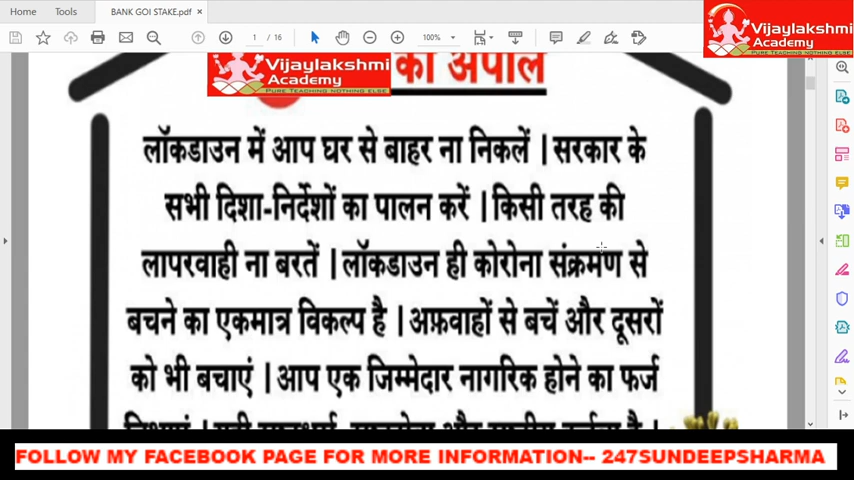 Home Tools BANK GOI STAKE.pdf ×
1 / 16 100%
Vijaylakshmi
Academy
PURE TEACHING NOTHING ELSE
Vijaylakshmi
Academy
PURE TEACHING NOTHING ELSE
की अपील
लॉकडाउन में आप घर से बाहर ना निकलें | सरकार के
सभी दिशा-निर्देशों का पालन करें | किसी तरह की
लापरवाही ना बरतें | लॉकडाउन ही कोरोना संक्रमण से
बचने का एकमात्र विकल्प है | अफ़वाहों से बचें और दूसरों
को भी बचाएं | आप एक जिम्मेदार नागरिक होने का फर्ज
FOLLOW MY FACEBOOK PAGE FOR MORE INFORMATION-- 247SUNDEEPSHARMA